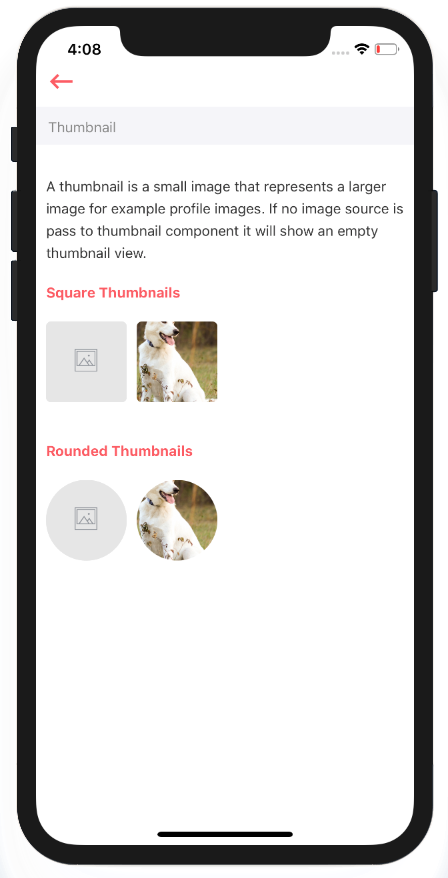 4:08
Thumbnail
A thumbnail is a small image that represents a larger
image for example profile images. If no image source is
pass to thumbnail component it will show an empty
thumbnail view.
Square Thumbnails
Rounded Thumbnails